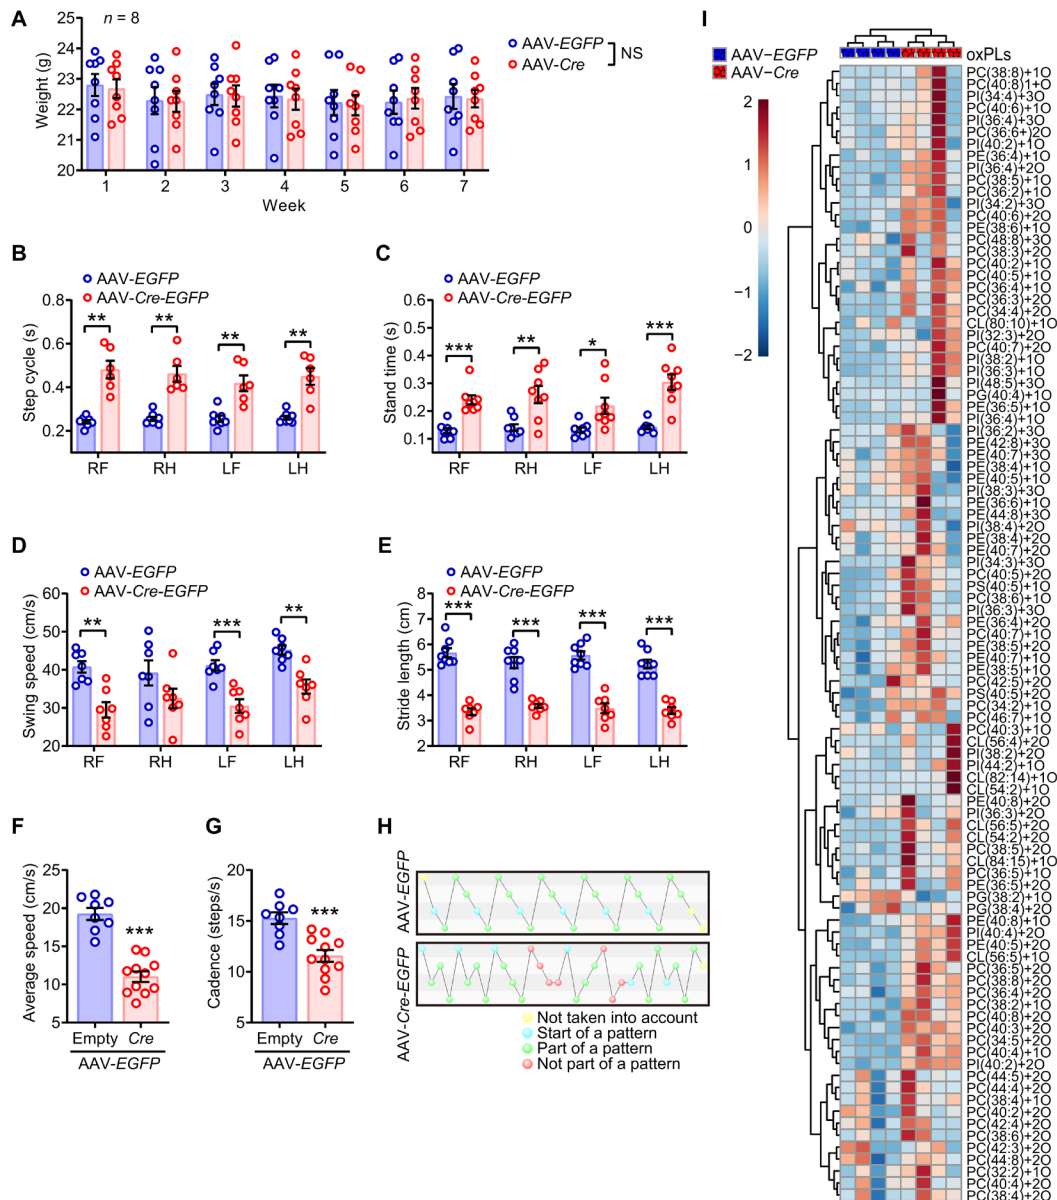 A
n = 8
AAV-EGFP
AAV-Cre
NS
Weight (g)
25
24
23
22
21
20
1 2 3 4 5 6 7
Week
B
AAV-EGFP
AAV-Cre-EGFP
Step cycle (s)
0.8
0.6
0.4
0.2
** ** ** **
RF RH LF LH
C
AAV-EGFP
AAV-Cre-EGFP
Stand time (s)
0.6
0.5
0.4
0.3
0.2
0.1
*** ** * ***
RF RH LF LH
D
AAV-EGFP
AAV-Cre-EGFP
Swing speed (cm/s)
60
50
40
30
20
** *** **
RF RH LF LH
E
AAV-EGFP
AAV-Cre-EGFP
Stride length (cm)
8
7
6
5
4
3
2
*** *** *** ***
RF RH LF LH
F
Average speed (cm/s)
25
20
15
10
5
***
Empty Cre
AAV-EGFP
G
Cadence (steps/s)
20
15
10
5
***
Empty Cre
AAV-EGFP
H
AAV-EGFP
AAV-Cre-EGFP
Not taken into account
Start of a pattern
Part of a pattern
Not part of a pattern
I
AAV−EGFP
AAV−Cre
2
1
0
−1
−2
oxPLs
PC(38:8)+1O
PC(40:8)1+O
PI(34:4)+3O
PC(40:6)+1O
PI(36:4)+3O
PC(36:6)+2O
PI(40:2)+1O
PE(36:4)+1O
PI(36:4)+2O
PC(38:5)+1O
PC(36:2)+1O
PI(34:2)+3O
PC(40:6)+2O
PE(38:6)+1O
PC(48:8)+3O
PC(38:3)+2O
PC(40:2)+1O
PC(40:5)+1O
PC(36:4)+1O
PC(36:3)+2O
PC(34:4)+2O
CL(80:10)+1O
PI(32:3)+2O
PC(40:7)+2O
PI(38:2)+1O
PI(36:3)+1O
PI(48:5)+3O
PG(40:4)+1O
PE(36:5)+1O
PI(36:4)+1O
PI(36:2)+3O
PE(42:8)+3O
PE(40:7)+3O
PE(38:4)+1O
PE(40:5)+1O
PI(38:3)+3O
PE(36:6)+1O
PE(44:8)+3O
PI(38:4)+2O
PE(38:4)+2O
PE(40:7)+2O
PI(34:3)+3O
PC(40:5)+2O
PS(40:5)+1O
PC(38:6)+1O
PI(36:3)+3O
PE(36:4)+2O
PC(40:7)+1O
PE(38:5)+2O
PE(40:7)+1O
PE(38:5)+1O
PC(42:5)+2O
PS(40:5)+2O
PC(34:2)+1O
PC(46:7)+1O
PC(40:3)+1O
CL(56:4)+2O
PI(38:2)+2O
PI(44:2)+1O
CL(82:14)+1O
CL(54:2)+1O
PE(40:8)+2O
PI(36:3)+2O
CL(56:5)+2O
CL(54:2)+2O
PC(38:5)+2O
CL(84:15)+1O
PC(36:5)+1O
PE(36:5)+2O
PG(38:2)+1O
PG(38:4)+2O
PE(40:8)+1O
PI(40:4)+2O
PE(40:5)+2O
CL(56:5)+1O
PC(36:5)+2O
PC(38:8)+2O
PC(36:4)+2O
PC(38:2)+1O
PC(40:8)+2O
PC(40:3)+2O
PC(34:5)+2O
PC(40:4)+1O
PI(40:2)+2O
PC(44:5)+2O
PC(44:4)+2O
PC(38:4)+1O
PC(40:2)+2O
PC(42:4)+2O
PC(38:6)+2O
PC(42:3)+2O
PC(44:8)+2O
PC(32:2)+1O
PC(40:4)+2O
PC(38:4)+2O